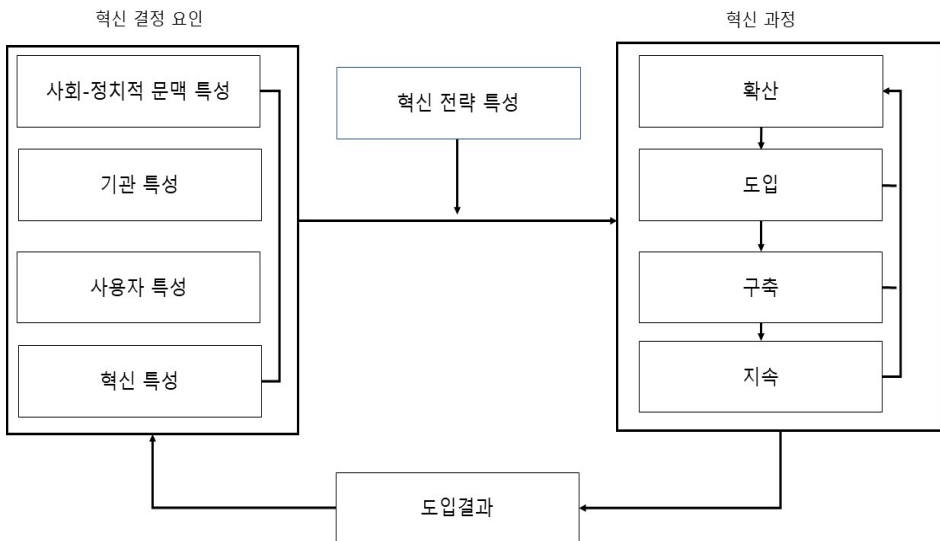 혁신 결정 요인
사회-정치적 문맥 특성
기관 특성
사용자 특성
혁신 특성
혁신 전략 특성
혁신 과정
확산
도입
구축
지속
도입결과